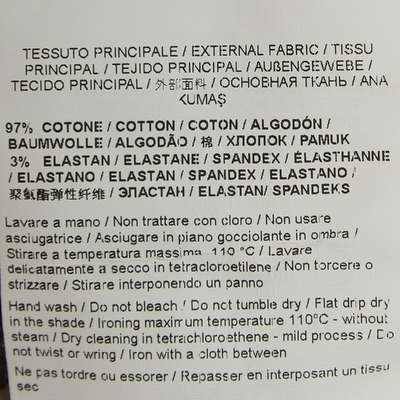 TESSUTO PRINCIPALE / EXTERNAL FABRIC / TISSU
PRINCIPAL / TEJIDO PRINCIPAL / AUßENGEWEBE /
TECIDO PRINCIPAL / 外部面料 / ОСНОВНАЯ ТКАНЬ / ANA
KUMAŞ
97% COTONE / COTTON / COTON / ALGODÓN /
BAUMWOLLE / ALGODÃO / 棉 / ХЛОПОК / PAMUK
3% ELASTAN / ELASTANE / SPANDEX / ÉLASTHANNE
/ ELASTANO / ELASTAN / SPANDEX / ELASTANO /
聚氨酯弹性纤维 / ЭЛАСТАН / ELASTAN/ SPANDEKS
Lavare a mano / Non trattare con cloro / Non usare
asciugatrice / Asciugare in piano gocciolante in ombra /
Stirare a temperatura massima 110 °C / Lavare
delicatamente a secco in tetracloroetilene / Non torcere o
strizzare / Stirare interponendo un panno
Hand wash / Do not bleach / Do not tumble dry / Flat drip dry
in the shade / Ironing maximum temperature 110°C - without
steam / Dry cleaning in tetrachloroethene - mild process / Do
not twist or wring / Iron with a cloth between
Ne pas tordre ou essorer / Repasser en interposant un tissu
sec